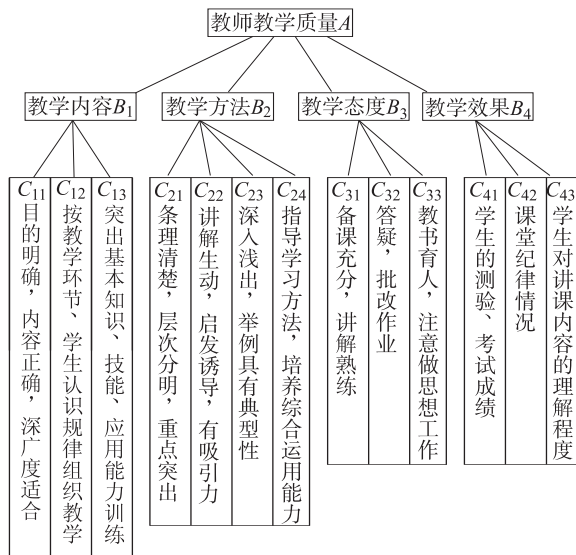 教师教学质量A
教学内容B₁
教学方法B₂
教学态度B₃
教学效果B₄
C₁₁
目的明确，内容正确，深广度适合
C₁₂
按教学环节、学生认识规律组织教学
C₁₃
突出基本知识、技能、应用能力训练
C₂₁
条理清楚，层次分明，重点突出
C₂₂
讲解生动，启发诱导，有吸引力
C₂₃
深入浅出，举例具有典型性
C₂₄
指导学习方法，培养综合运用能力
C₃₁
备课充分，讲解熟练
C₃₂
答疑，批改作业
C₃₃
教书育人，注意做思想工作
C₄₁
学生的测验、考试成绩
C₄₂
课堂纪律情况
C₄₃
学生对讲课内容的理解程度